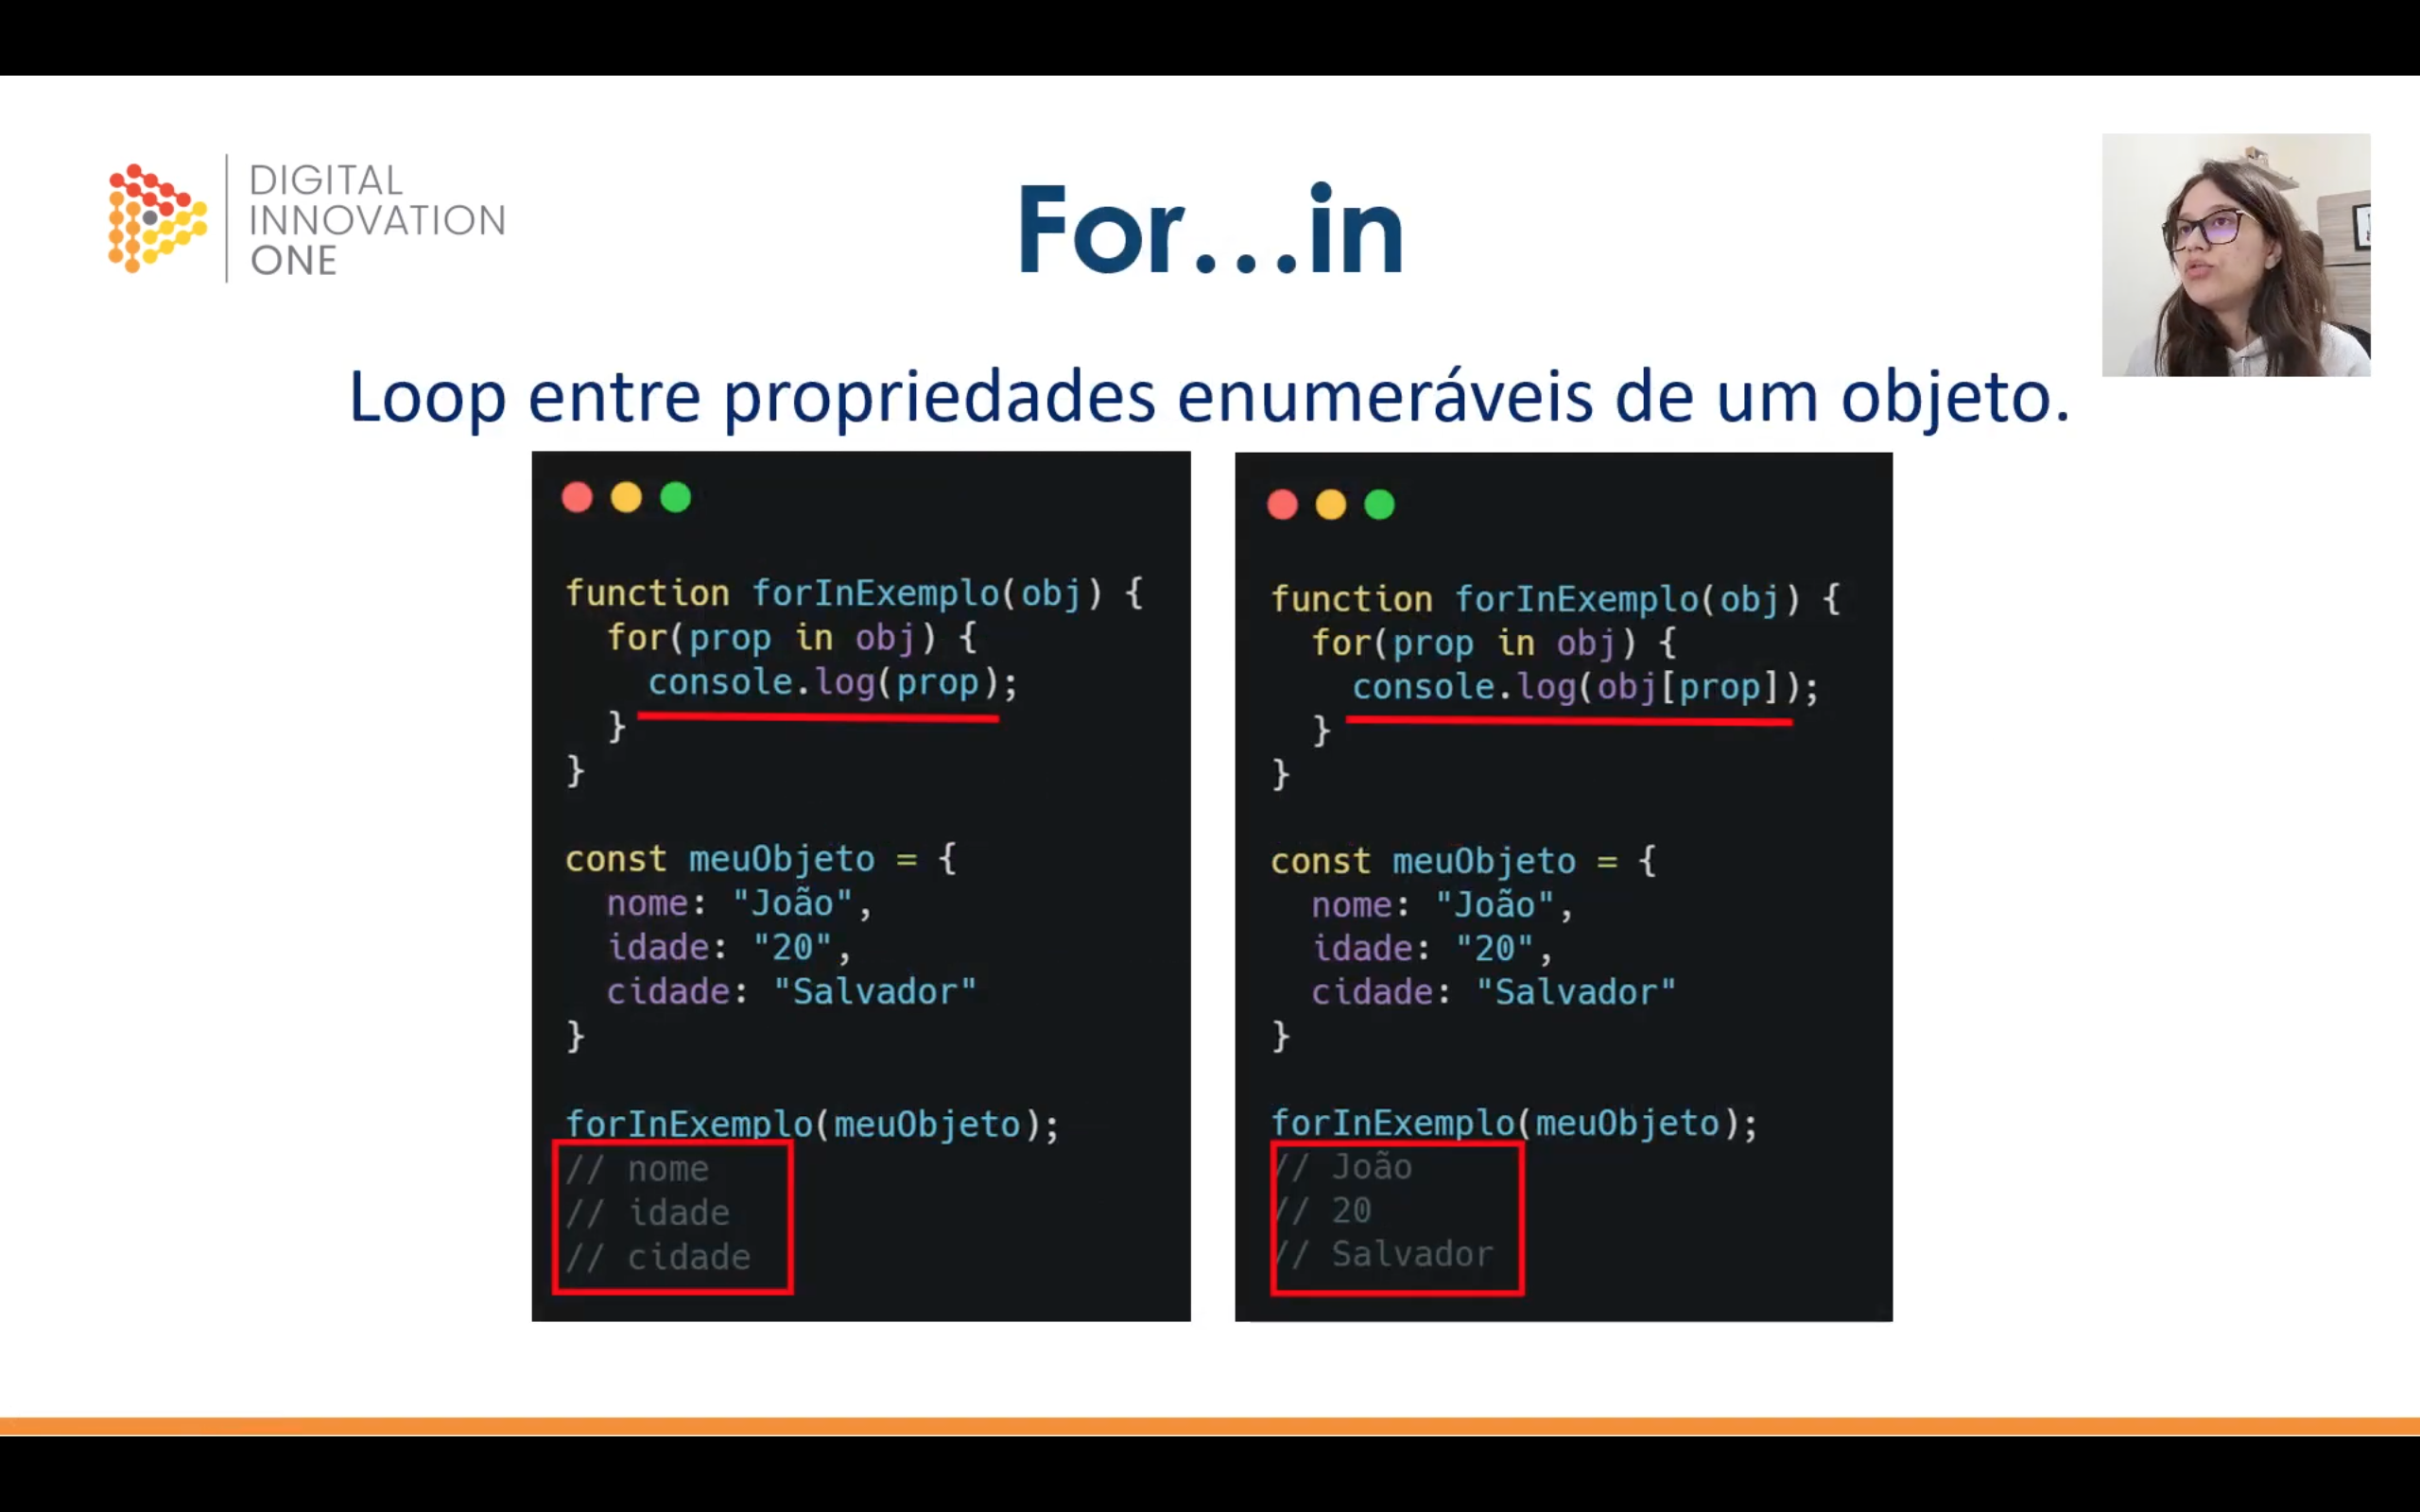 DIGITAL
INNOVATION
ONE
For...in
Loop entre propriedades enumeráveis de um objeto.
function forInExemplo(obj) {
  for(prop in obj) {
    console.log(prop);
  }
}
const meuObjeto = {
  nome: "João",
  idade: "20",
  cidade: "Salvador"
}
forInExemplo(meuObjeto);
// nome
// idade
// cidade
function forInExemplo(obj) {
  for(prop in obj) {
    console.log(obj[prop]);
  }
}
const meuObjeto = {
  nome: "João",
  idade: "20",
  cidade: "Salvador"
}
forInExemplo(meuObjeto);
// João
// 20
// Salvador